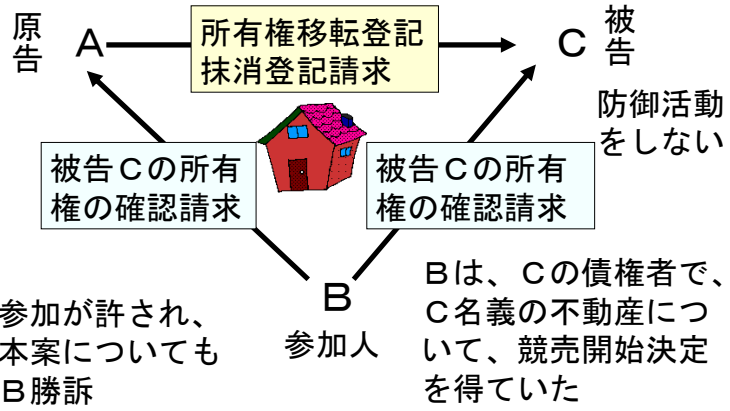 原告
A
所有権移転登記
抹消登記請求
C
被告
防御活動
をしない
被告Cの所有
権の確認請求
被告Cの所有
権の確認請求
B
参加人
参加が許され、
本案についても
B勝訴
Bは、Cの債権者で、
C名義の不動産につ
いて、競売開始決定
を得ていた